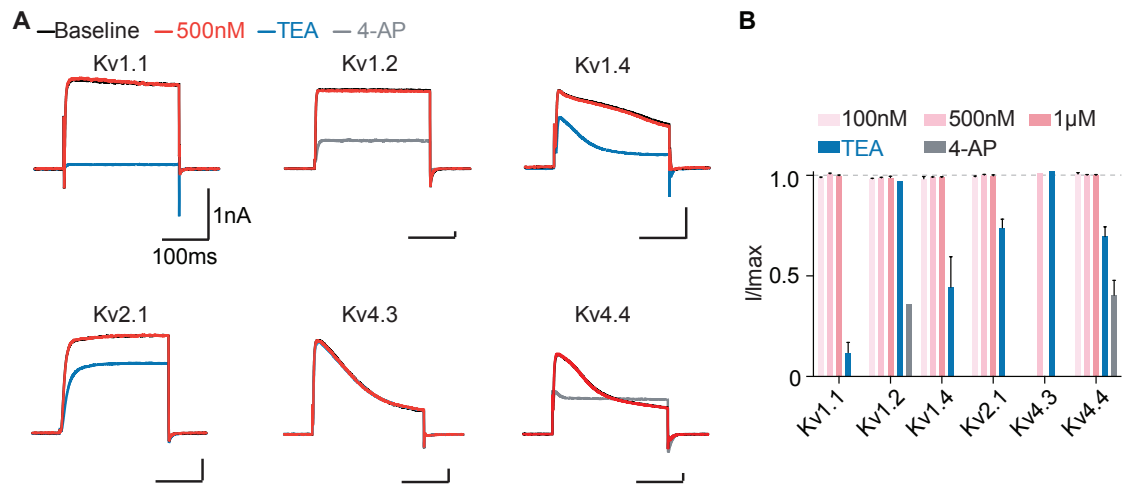 A
Baseline 500nM TEA 4-AP
Kv1.1
Kv1.2
Kv1.4
1nA
100ms
Kv2.1
Kv4.3
Kv4.4
B
100nM 500nM 1µM
TEA 4-AP
I/Imax
1.0
0.5
0
Kv1.1
Kv1.2
Kv1.4
Kv2.1
Kv4.3
Kv4.4